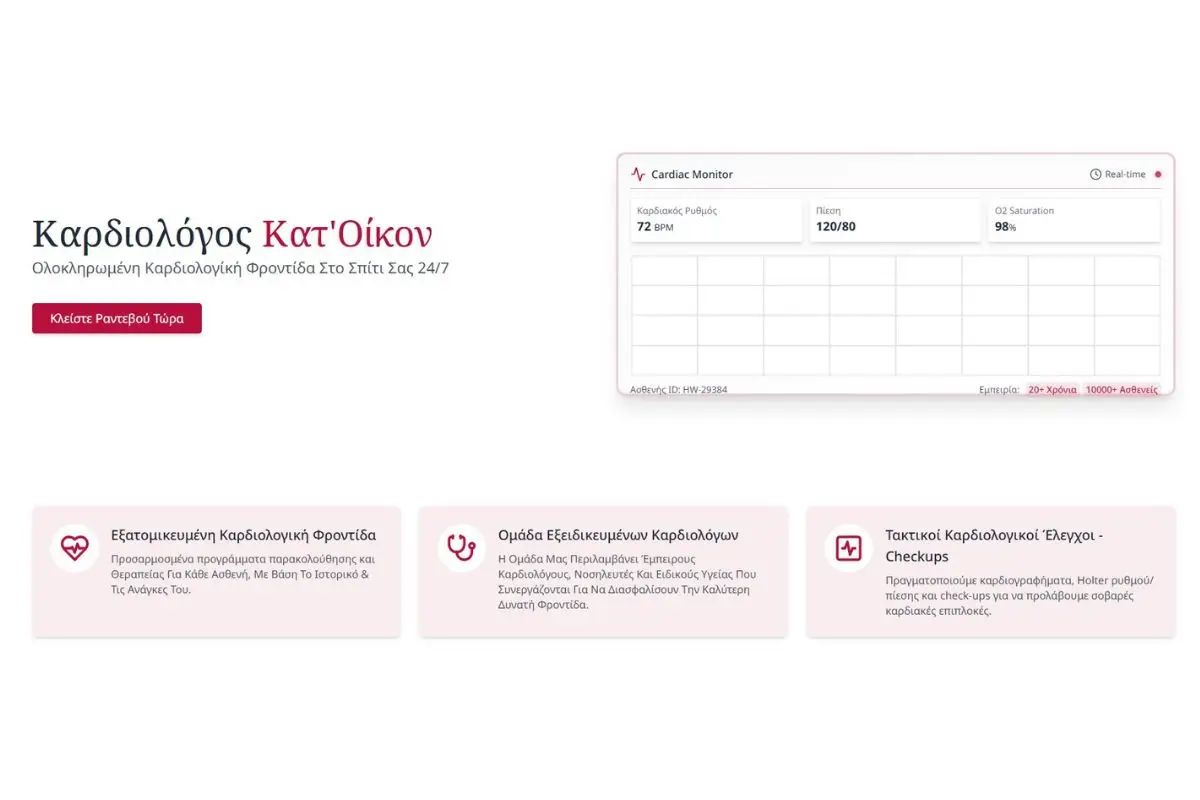 Καρδιολόγος Κατ'Οίκον
Ολοκληρωμένη Καρδιολογίκή Φροντίδα Στο Σπίτι Σας 24/7
Κλείστε Ραντεβού Τώρα
Cardiac Monitor
Real-time
Καρδιακός Ρυθμός
72 BPM
Πίεση
120/80
O2 Saturation
98%
Ασθενής ID: HW-29384
Εμπειρία: 20+ Χρόνια 10000+ Ασθενείς
Εξατομικευμένη Καρδιολογική Φροντίδα
Προσαρμοσμένα προγράμματα παρακολούθησης και
Θεραπείας Για Κάθε Ασθενή, Με Βάση Το Ιστορικό &
Τις Ανάγκες Του.
Ομάδα Εξειδικευμένων Καρδιολόγων
Η Ομάδα Μας Περιλαμβάνει Έμπειρους
Καρδιολόγους, Νοσηλευτές Και Ειδικούς Υγείας Που
Συνεργάζονται Για Να Διασφαλίσουν Την Καλύτερη
Δυνατή Φροντίδα.
Τακτικοί Καρδιολογικοί Έλεγχοι -
Checkups
Πραγματοποιούμε καρδιογραφήματα, Holter ρυθμού/
πίεσης και check-ups για να προλάβουμε σοβαρές
καρδιακές επιπλοκές.